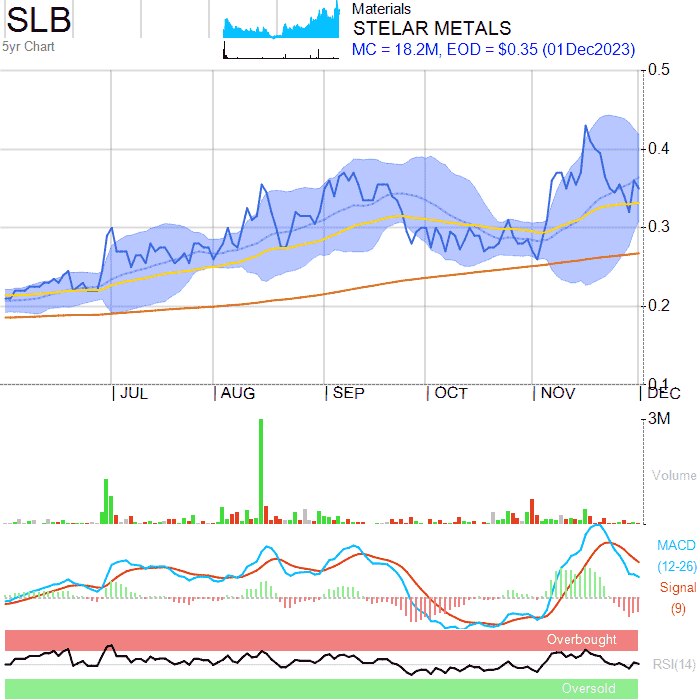 SLB
5yr Chart
Materials
STELAR METALS
MC = 18.2M, EOD = $0.35 (01Dec2023)
0.5
0.4
0.3
0.2
0.1
JUL AUG SEP OCT NOV DEC
3M
Volume
MACD
(12-26)
Signal
(9)
Overbought
RSI(14)
Oversold